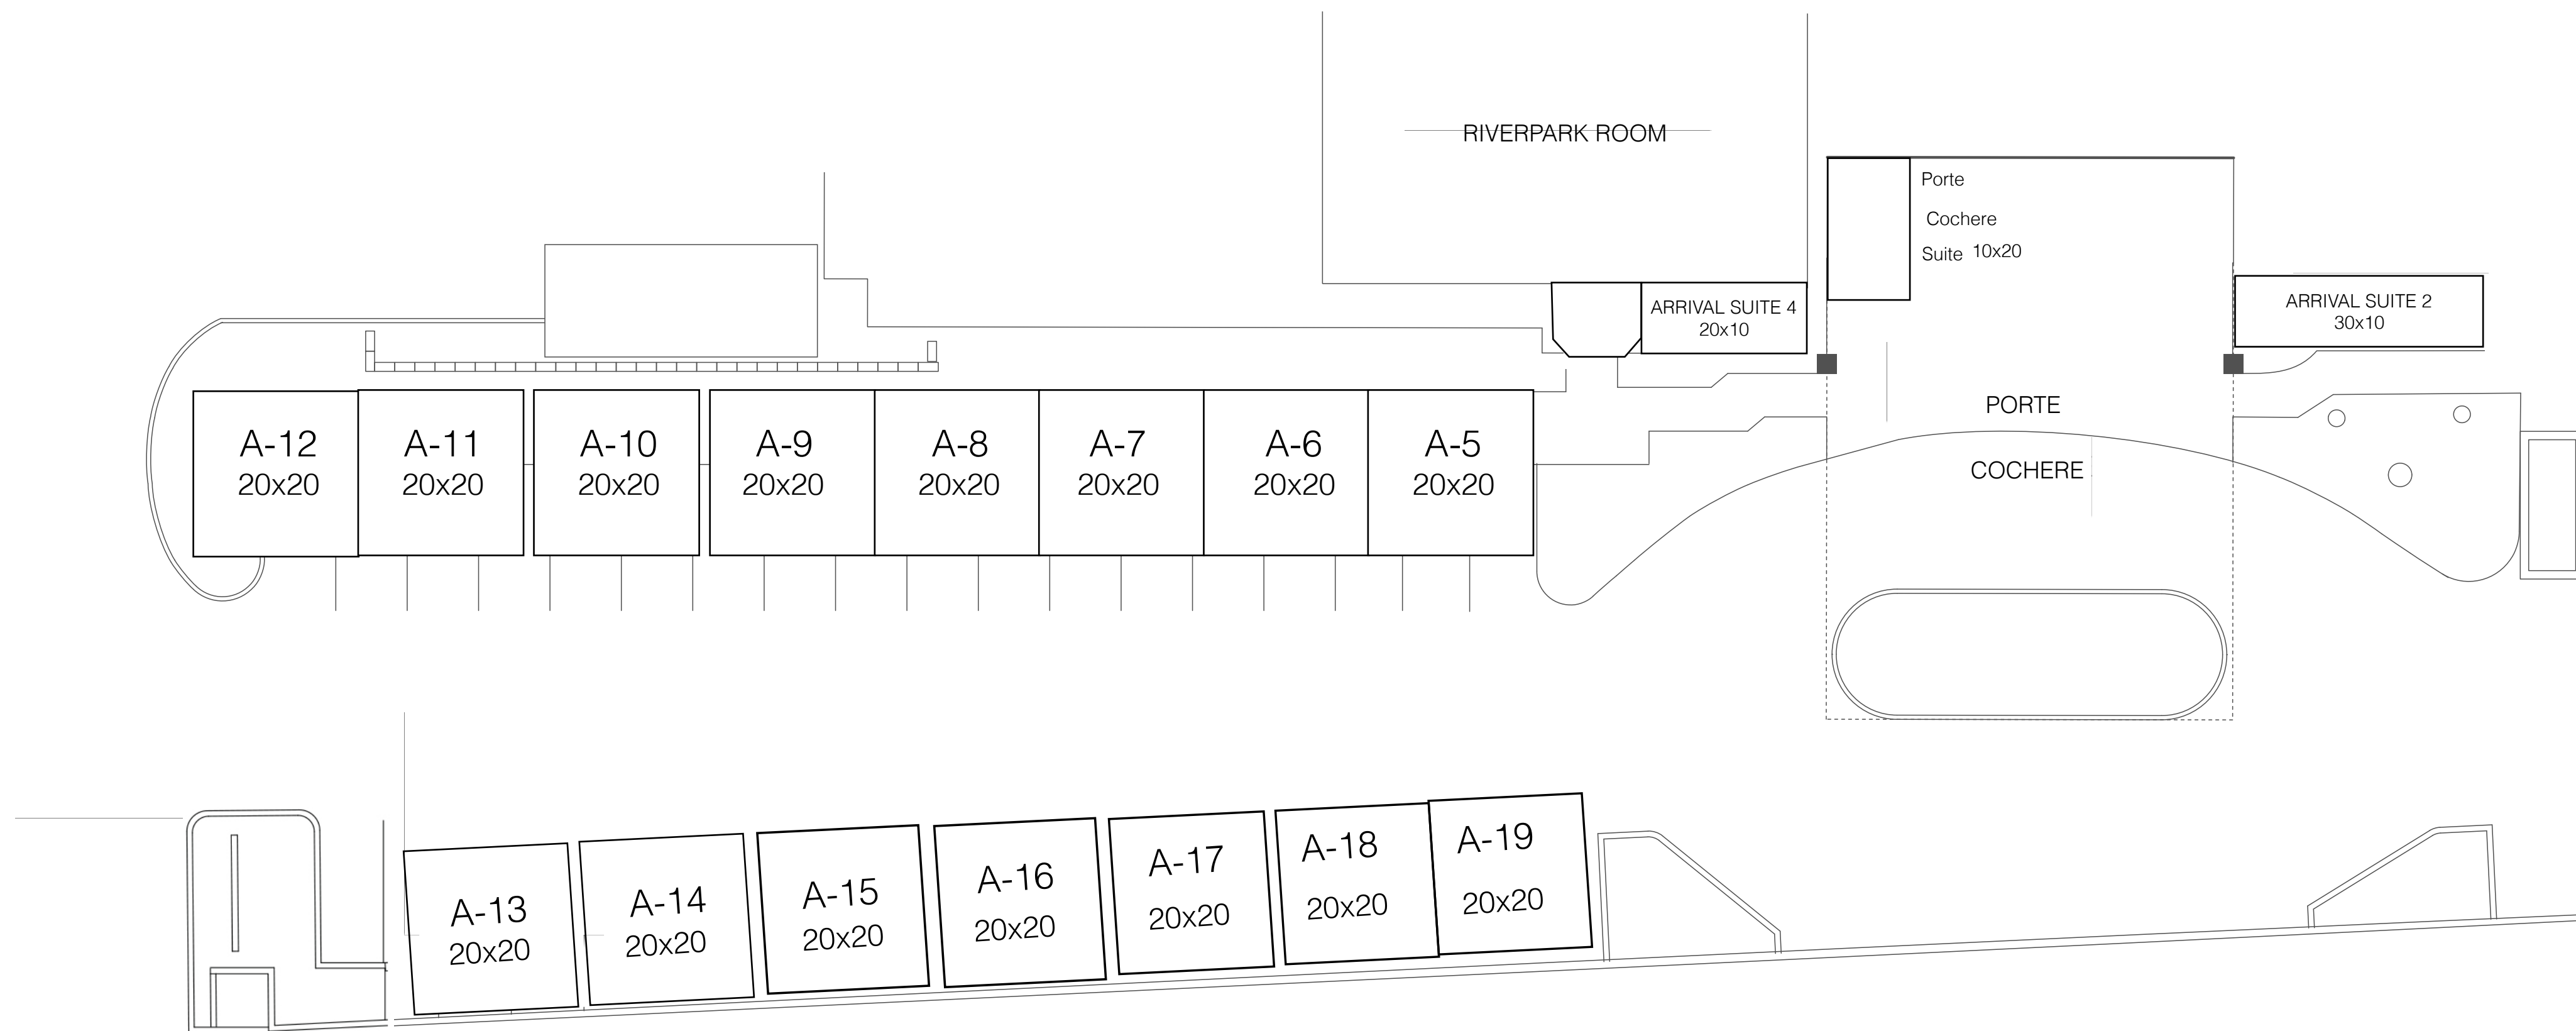 RIVERPARK ROOM
Porte
Cochere
Suite 10x20
ARRIVAL SUITE 4
20x10
ARRIVAL SUITE 2
30x10
PORTE
COCHERE
A-12
20x20
A-11
20x20
A-10
20x20
A-9
20x20
A-8
20x20
A-7
20x20
A-6
20x20
A-5
20x20
A-13
20x20
A-14
20x20
A-15
20x20
A-16
20x20
A-17
20x20
A-18
20x20
A-19
20x20